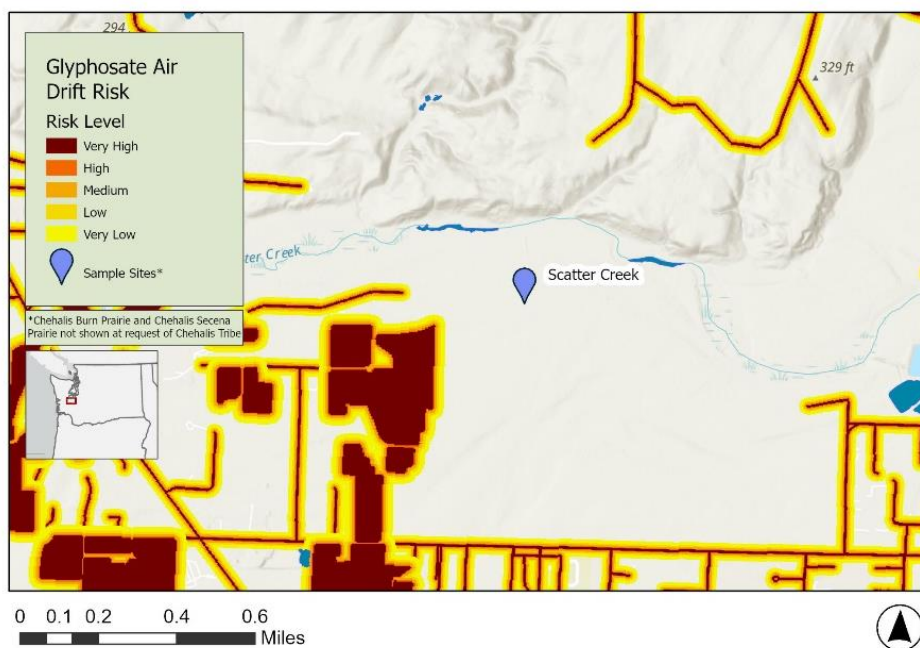 294
329 ft
Glyphosate Air
Drift Risk
Risk Level
Very High
High
Medium
Low
Very Low
Sample Sites*
ter Creek
Scatter Creek
*Chehalis Burn Prairie and Chehalis Secena
Prairie not shown at request of Chehalis Tribe
0 0.1 0.2 0.4 0.6
Miles